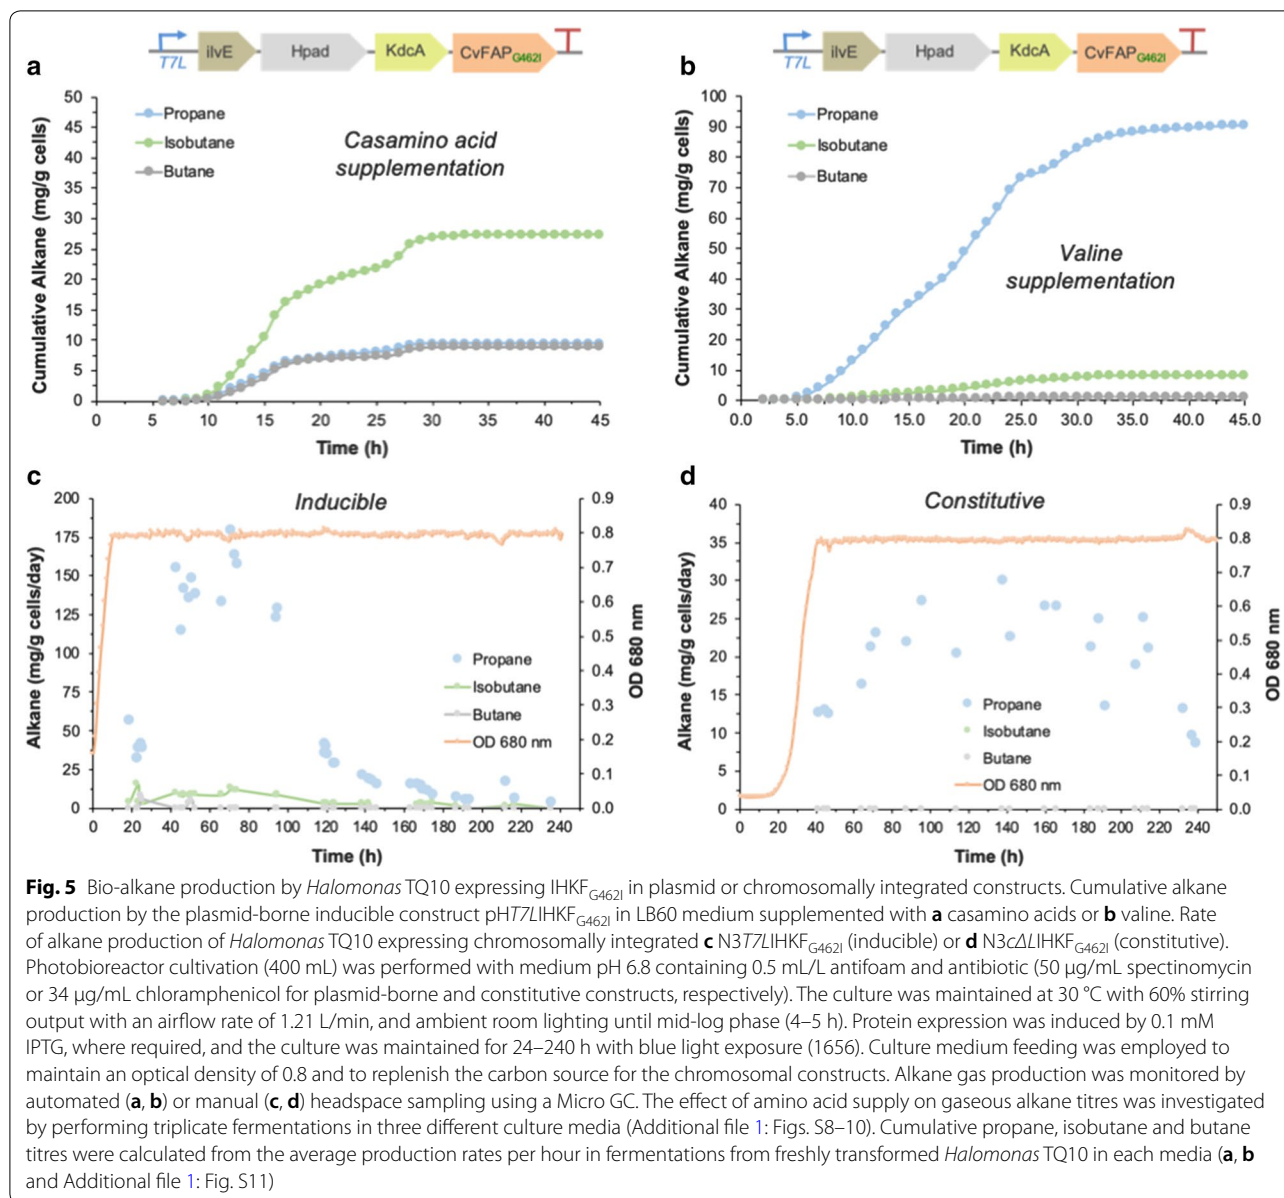 T7L ilvE Hpad KdcA CvFAPG462I
a
50
45
40
35
30
25
20
15
10
5
0
Cumulative Alkane (mg/g cells)
Propane
Isobutane
Butane
Casamino acid
supplementation
0 5 10 15 20 25 30 35 40 45
Time (h)
T7L ilvE Hpad KdcA CvFAPG462I
b
100
90
80
70
60
50
40
30
20
10
0
Cumulative Alkane (mg/g cells)
Propane
Isobutane
Butane
Valine
supplementation
0.0 5.0 10.0 15.0 20.0 25.0 30.0 35.0 40.0 45.0
Time (h)
c
Inducible
200
175
150
125
100
75
50
25
0
Alkane (mg/g cells/day)
Propane
Isobutane
Butane
OD 680 nm
0.9
0.8
0.7
0.6
0.5
0.4
0.3
0.2
0.1
0.0
OD 680 nm
0 20 40 60 80 100 120 140 160 180 200 220 240
Time (h)
d
Constitutive
40
35
30
25
20
15
10
5
0
Alkane (mg/g cells/day)
Propane
Isobutane
Butane
OD 680 nm
0.9
0.8
0.7
0.6
0.5
0.4
0.3
0.2
0.1
0.0
OD 680 nm
0 20 40 60 80 100 120 140 160 180 200 220 240
Time (h)
Fig. 5 Bio-alkane production by Halomonas TQ10 expressing IHKFG462I in plasmid or chromosomally integrated constructs. Cumulative alkane
production by the plasmid-borne inducible construct pHT7LIHKFG462I in LB60 medium supplemented with a casamino acids or b valine. Rate
of alkane production of Halomonas TQ10 expressing chromosomally integrated c N3T7LIHKFG462I (inducible) or d N3cΔLIHKFG462I (constitutive).
Photobioreactor cultivation (400 mL) was performed with medium pH 6.8 containing 0.5 mL/L antifoam and antibiotic (50 µg/mL spectinomycin
or 34 µg/mL chloramphenicol for plasmid-borne and constitutive constructs, respectively). The culture was maintained at 30 °C with 60% stirring
output with an airflow rate of 1.21 L/min, and ambient room lighting until mid-log phase (4–5 h). Protein expression was induced by 0.1 mM
IPTG, where required, and the culture was maintained for 24–240 h with blue light exposure (1656). Culture medium feeding was employed to
maintain an optical density of 0.8 and to replenish the carbon source for the chromosomal constructs. Alkane gas production was monitored by
automated (a, b) or manual (c, d) headspace sampling using a Micro GC. The effect of amino acid supply on gaseous alkane titres was investigated
by performing triplicate fermentations in three different culture media (Additional file 1: Figs. S8–10). Cumulative propane, isobutane and butane
titres were calculated from the average production rates per hour in fermentations from freshly transformed Halomonas TQ10 in each media (a, b
and Additional file 1: Fig. S11)